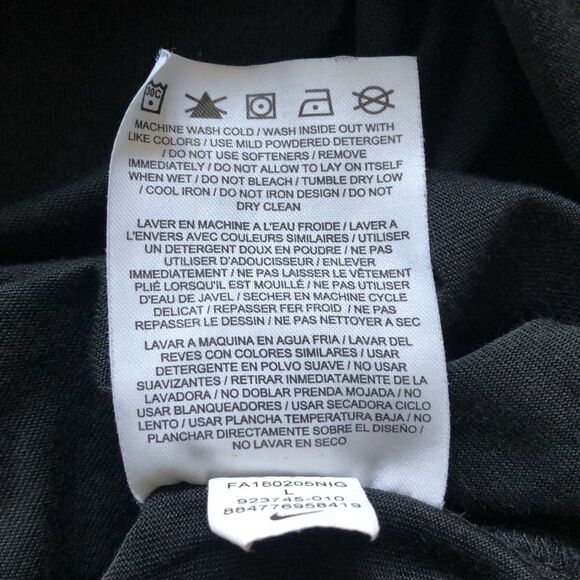 30C
MACHINE WASH COLD / WASH INSIDE OUT WITH
LIKE COLORS / USE MILD POWDERED DETERGENT
/ DO NOT USE SOFTENERS / REMOVE
IMMEDIATELY / DO NOT ALLOW TO LAY ON ITSELF
WHEN WET / DO NOT BLEACH / TUMBLE DRY LOW
/ COOL IRON / DO NOT IRON DESIGN / DO NOT
DRY CLEAN
LAVER EN MACHINE A L'EAU FROIDE / LAVER A
L'ENVERS AVEC COULEURS SIMILAIRES / UTILISER
UN DETERGENT DOUX EN POUDRE / NE PAS
UTILISER D'ADOUCISSEUR / ENLEVER
IMMEDIATEMENT / NE PAS LAISSER LE VÊTEMENT
PLIÉ LORSQU'IL EST MOUILLÉ / NE PAS UTILISER
D'EAU DE JAVEL / SECHER EN MACHINE CYCLE
DELICAT / REPASSER FER FROID / NE PAS
REPASSER LE DESSIN / NE PAS NETTOYER A SEC
LAVAR A MAQUINA EN AGUA FRIA / LAVAR DEL
REVES CON COLORES SIMILARES / USAR
DETERGENTE EN POLVO SUAVE / NO USAR
SUAVIZANTES / RETIRAR INMEDIATAMENTE DE LA
LAVADORA / NO DOBLAR PRENDA MOJADA / NO
USAR BLANQUEADORES / USAR SECADORA CICLO
LENTO / USAR PLANCHA TEMPERATURA BAJA / NO
PLANCHAR DIRECTAMENTE SOBRE EL DISEÑO /
NO LAVAR EN SECO
FA180205NIG
L
923745-010
884776958419